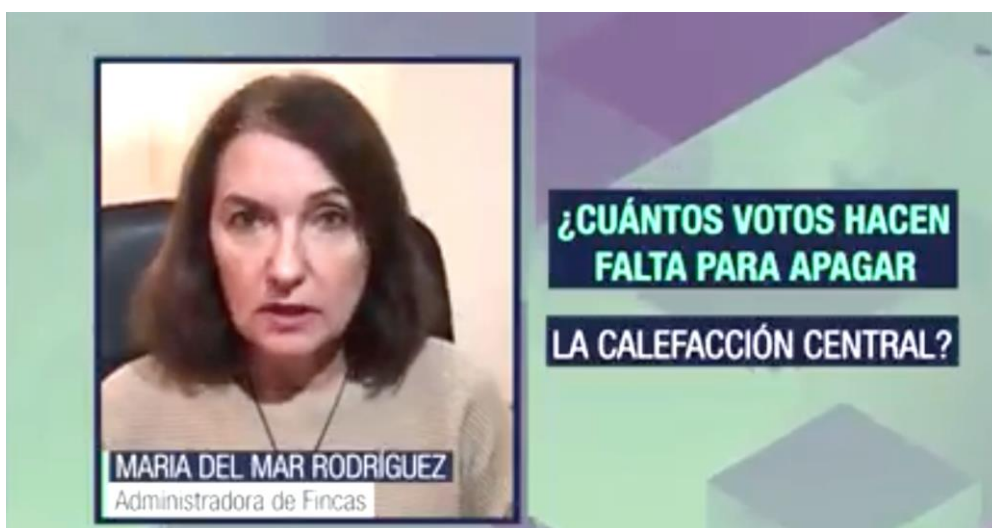 ¿CUÁNTOS VOTOS HACEN
FALTA PARA APAGAR
LA CALEFACCIÓN CENTRAL?
MARIA DEL MAR RODRÍGUEZ
Administradora de Fincas